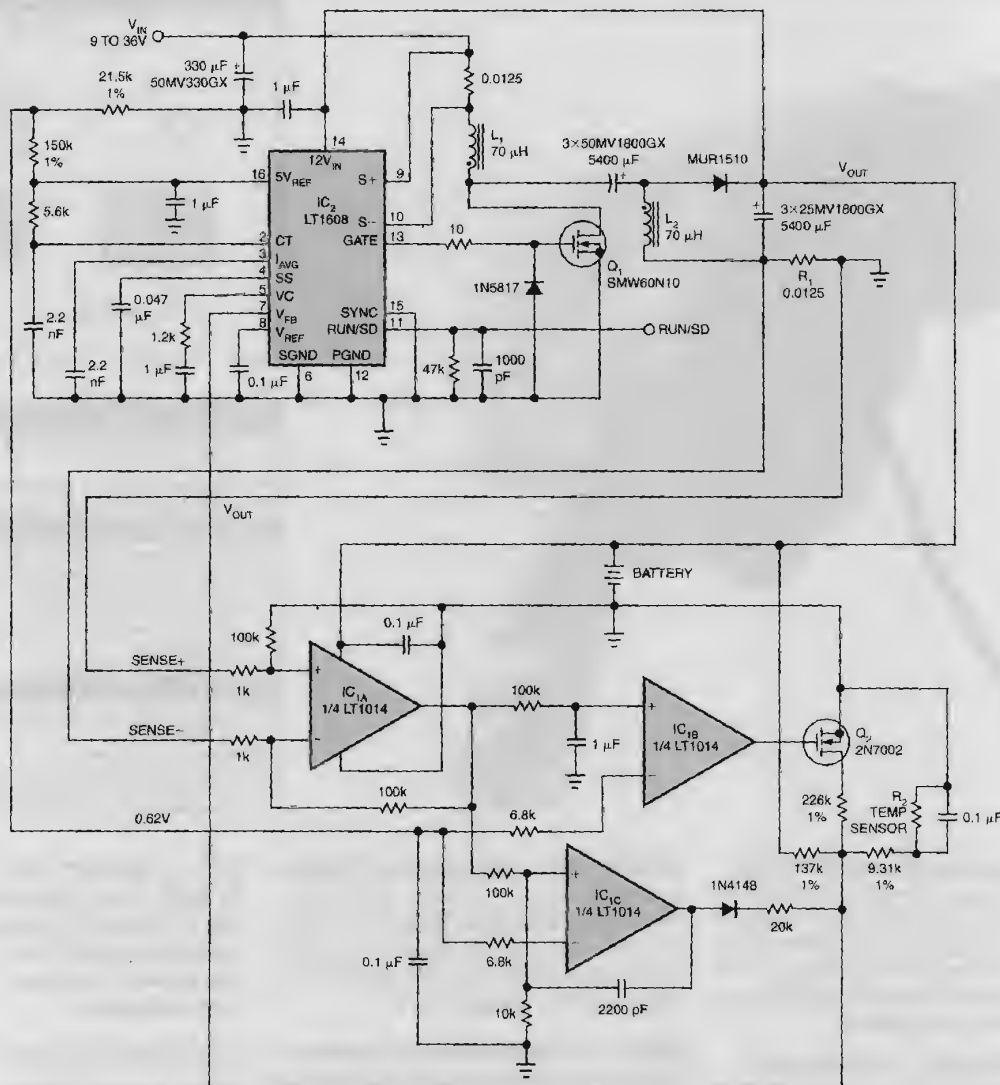 V_IN
9 TO 36V
330 µF +
50MV330GX
21.5k
1%
1 µF
0.0125
150k
1%
14
12V_IN
L1
70 µH
3×50MV1800GX
5400 µF
+
MUR1510
V_OUT
16
5V_REF
S+
9
IC2
LT1608
1 µF
5.6k
S−
10
+
3×25MV1800GX
5400 µF
L2
70 µH
2
CT
GATE
13
10
3
I_AVG
Q1
SMW60N10
R1
0.0125
4
SS
5
VC
1N5817
0.047
µF
7
V_FB
SYNC
15
8
V_REF
RUN/SD
11
RUN/SD
2.2
nF
1.2k
SGND
PGND
47k
1000
pF
2.2
nF
1 µF
0.1 µF
6
12
V_OUT
BATTERY
100k
0.1 µF
SENSE+
1k
+
IC1A
1/4 LT1014
−
100k
+
IC1B
1/4 LT1014
−
Q2
2N7002
SENSE−
1k
1 µF
100k
226k
1%
R2
TEMP
SENSOR
0.1 µF
0.62V
6.8k
137k
1%
9.31k
1%
100k
+
IC1C
1/4 LT1014
−
1N4148
20k
0.1 µF
6.8k
2200 pF
10k